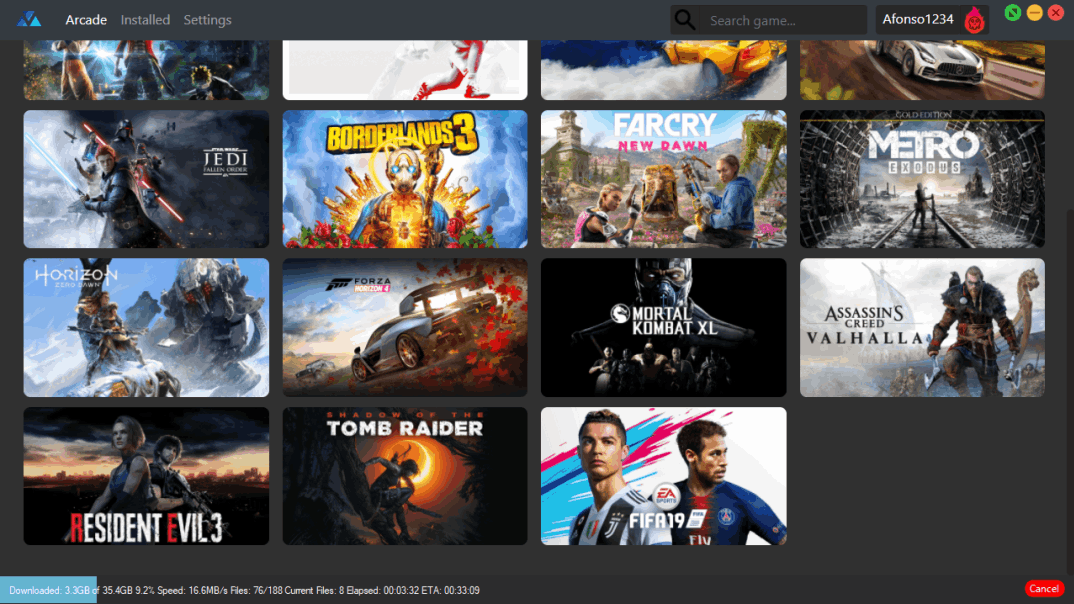 Arcade Installed Settings
Search game...
Afonso1234
STAR WARS
JEDI
FALLEN ORDER
BORDERLANDS 3
FARCRY
NEW DAWN
GOLD EDITION
METRO
EXODUS
HORIZON
ZERO DAWN
FORZA
HORIZON 4
MORTAL
KOMBAT XL
ASSASSIN'S
CREED
VALHALLA
RESIDENT EVIL 3
SHADOW OF THE
TOMB RAIDER
EA
SPORTS
FIFA 19
FIFA
Downloaded: 3.3GB of 35.4GB 9.2% Speed: 16.6MB/s Files: 76/188 Current Files: 8 Elapsed: 00:03:32 ETA: 00:33:09
Cancel